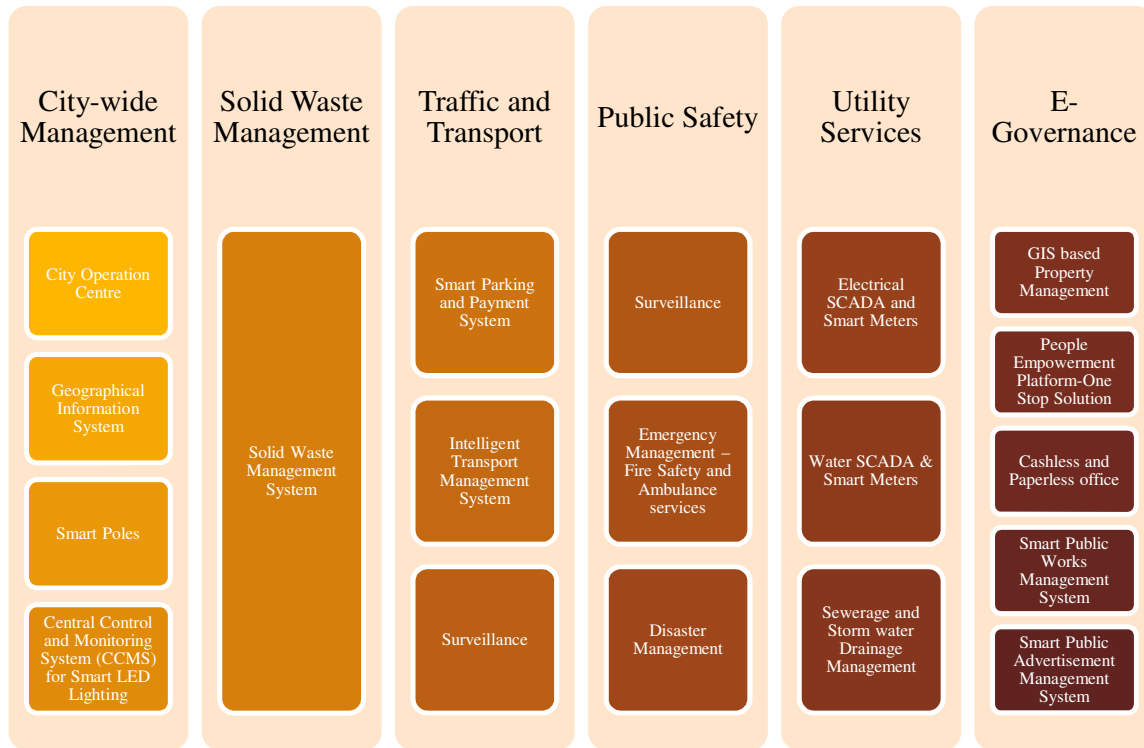 City-wide
Management
City Operation
Centre
Geographical
Information
System
Smart Poles
Central Control
and Monitoring
System (CCMS)
for Smart LED
Lighting
Solid Waste
Management
Solid Waste
Management
System
Traffic and
Transport
Smart Parking
and Payment
System
Intelligent
Transport
Management
System
Surveillance
Public Safety
Surveillance
Emergency
Management –
Fire Safety and
Ambulance
services
Disaster
Management
Utility
Services
Electrical
SCADA and
Smart Meters
Water SCADA &
Smart Meters
Sewerage and
Storm water
Drainage
Management
E-
Governance
GIS based
Property
Management
People
Empowerment
Platform-One
Stop Solution
Cashless and
Paperless office
Smart Public
Works
Management
System
Smart Public
Advertisement
Management
System